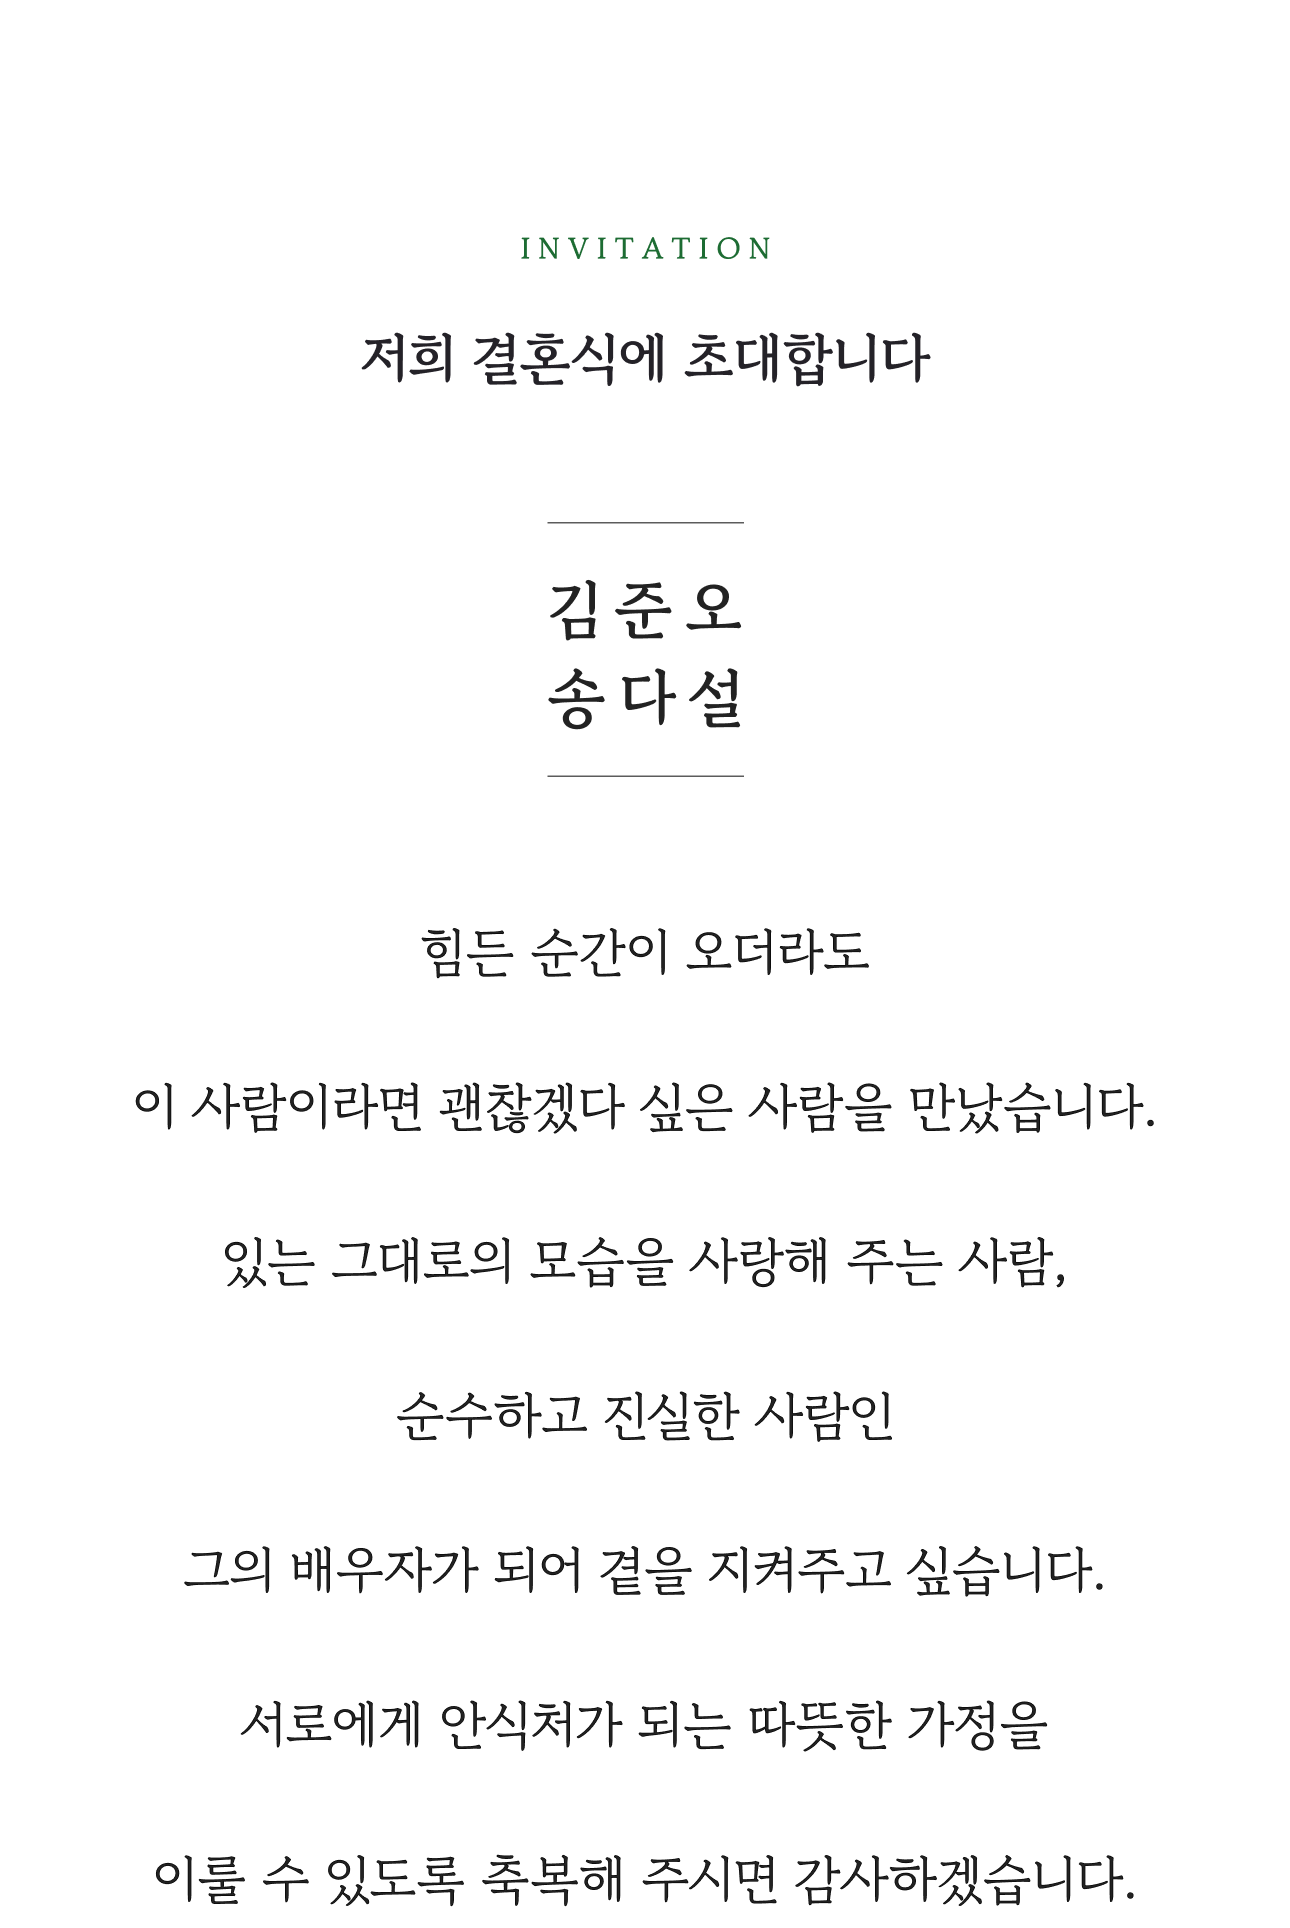 INVITATION
저희 결혼식에 초대합니다
김준오
송다설
힘든 순간이 오더라도
이 사람이라면 괜찮겠다 싶은 사람을 만났습니다.
있는 그대로의 모습을 사랑해 주는 사람,
순수하고 진실한 사람인
그의 배우자가 되어 곁을 지켜주고 싶습니다.
서로에게 안식처가 되는 따뜻한 가정을
이룰 수 있도록 축복해 주시면 감사하겠습니다.